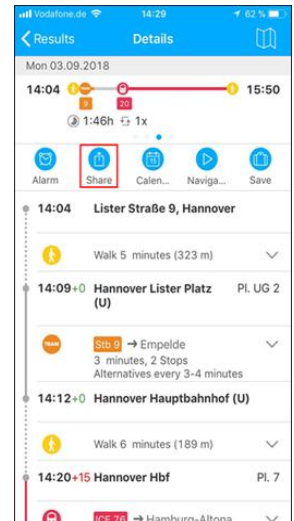 Vodafone.de 14:29 62 %
Results Details
Mon 03.09.2018
14:04 15:50
9 20
1:46h 1x
Alarm Share Calen... Naviga... Save
14:04 Lister Straße 9, Hannover
Walk 5 minutes (323 m)
14:09+0 Hannover Lister Platz Pl. UG 2
(U)
TRAM Stb 9 → Empelde
3 minutes, 2 Stops
Alternatives every 3-4 minutes
14:12+0 Hannover Hauptbahnhof (U)
Walk 6 minutes (189 m)
14:20+15 Hannover Hbf Pl. 7
ICE 76 → Hamburg-Altona